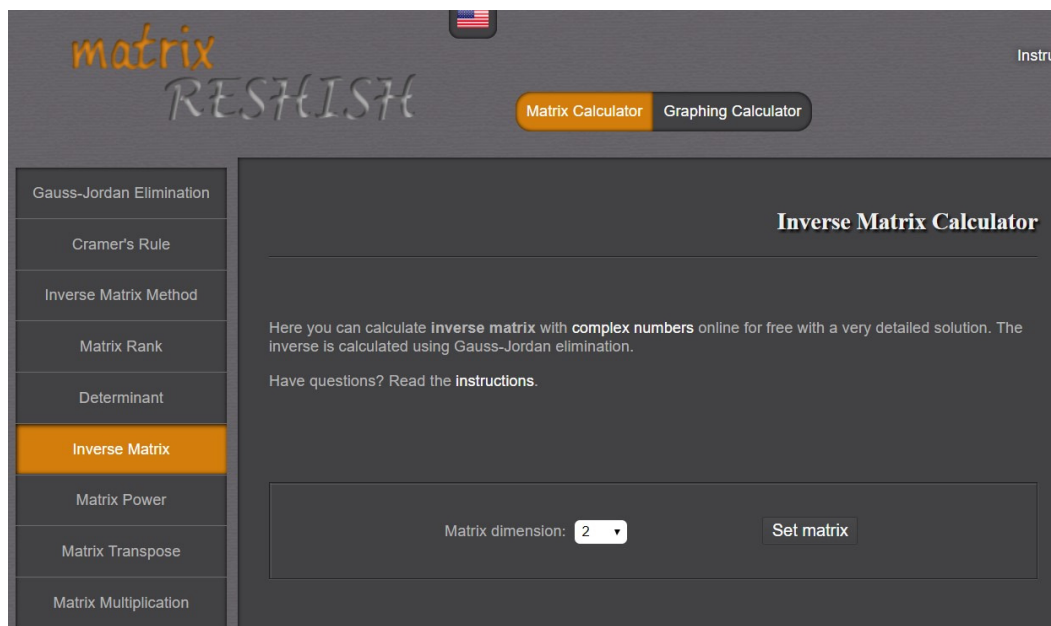 matrix
RESHISH
Matrix Calculator
Graphing Calculator
Gauss-Jordan Elimination
Cramer's Rule
Inverse Matrix Method
Matrix Rank
Determinant
Inverse Matrix
Matrix Power
Matrix Transpose
Matrix Multiplication
Inverse Matrix Calculator
Here you can calculate inverse matrix with complex numbers online for free with a very detailed solution. The
inverse is calculated using Gauss-Jordan elimination.
Have questions? Read the instructions.
Matrix dimension: 2
Set matrix